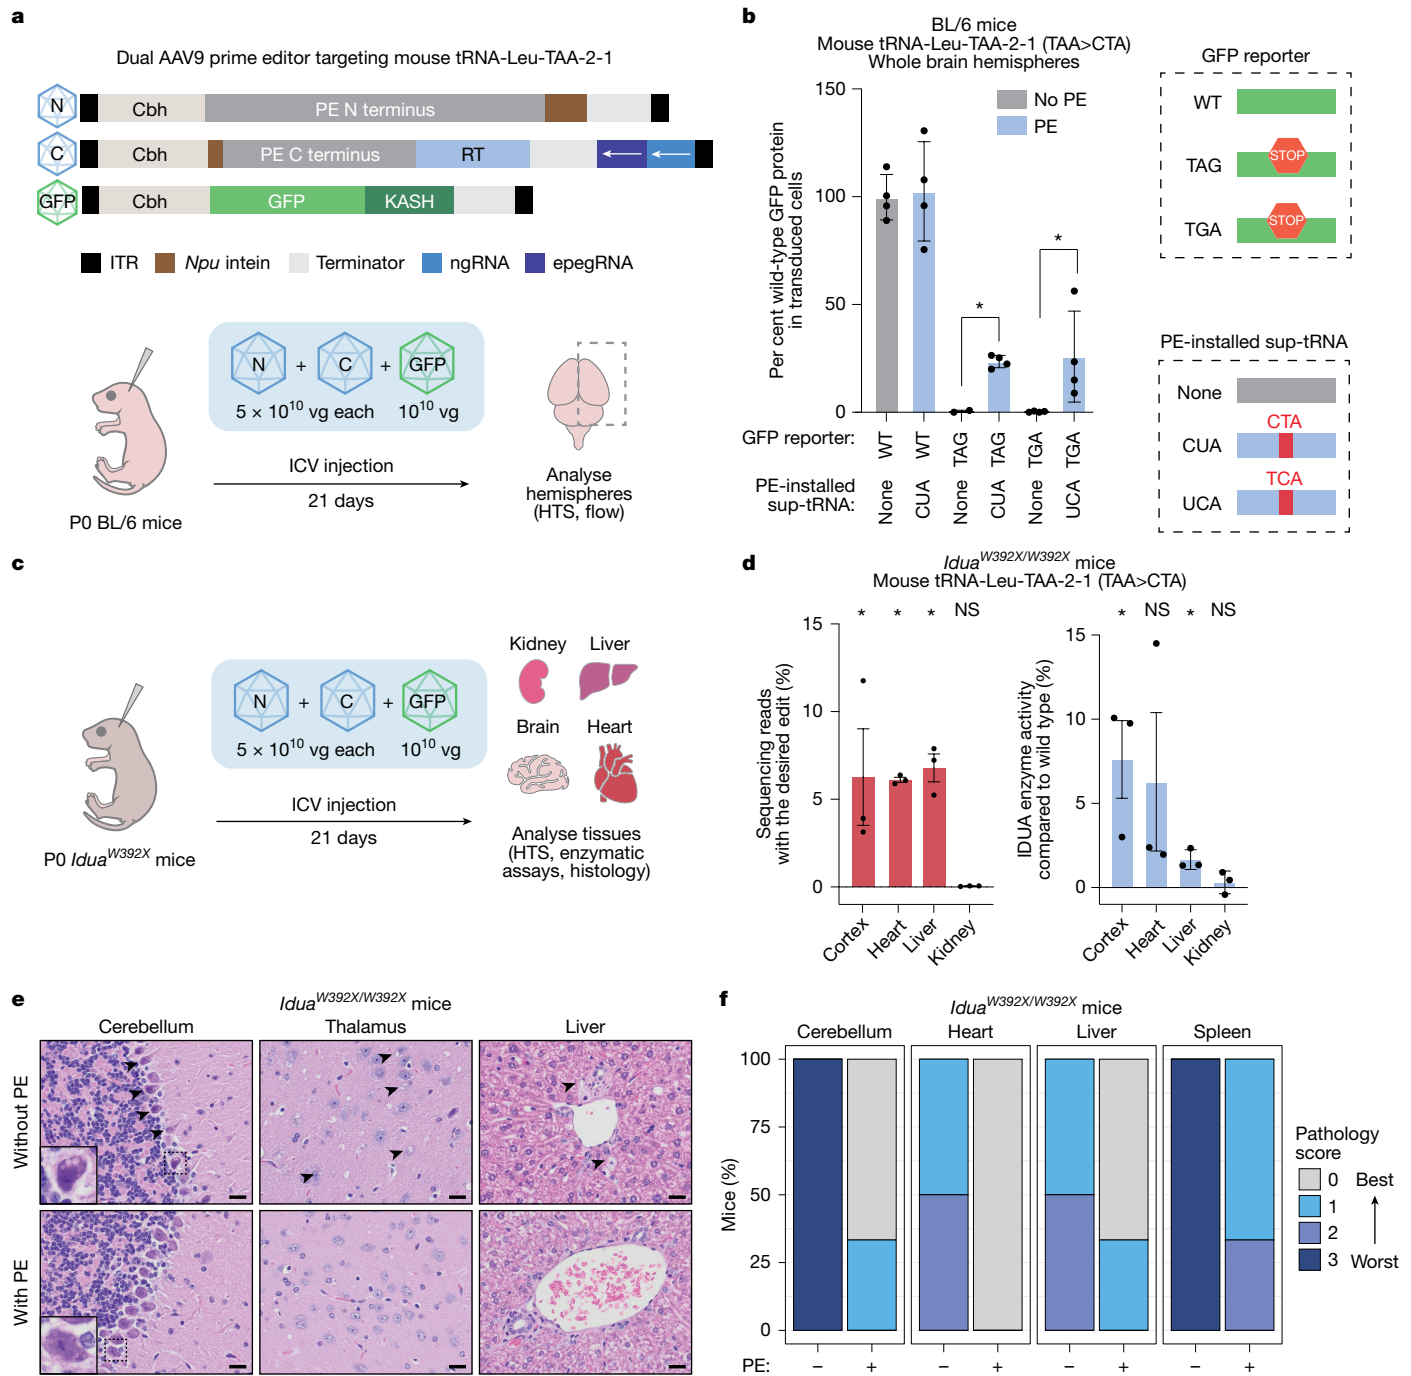 a
Dual AAV9 prime editor targeting mouse tRNA-Leu-TAA-2-1
N Cbh PE N terminus
C Cbh PE C terminus RT
GFP Cbh GFP KASH
ITR Npu intein Terminator ngRNA epegRNA
N + C + GFP
5 × 10¹⁰ vg each 10¹⁰ vg
ICV injection
21 days
P0 BL/6 mice
Analyse
hemispheres
(HTS, flow)
b
BL/6 mice
Mouse tRNA-Leu-TAA-2-1 (TAA>CTA)
Whole brain hemispheres
Per cent wild-type GFP protein
in transduced cells
150
100
50
0
No PE
PE
*
*
GFP reporter: WT WT TAG TAG TGA TGA
PE-installed
sup-tRNA: None CUA None CUA None UCA
GFP reporter
WT
TAG STOP
TGA STOP
PE-installed sup-tRNA
None
CTA
CUA
TCA
UCA
c
N + C + GFP
5 × 10¹⁰ vg each 10¹⁰ vg
ICV injection
21 days
P0 Idua^W392X mice
Kidney Liver
Brain Heart
Analyse tissues
(HTS, enzymatic
assays, histology)
d
Idua^W392X/W392X mice
Mouse tRNA-Leu-TAA-2-1 (TAA>CTA)
* * * NS
Sequencing reads
with the desired edit (%)
15
10
5
0
Cortex Heart Liver Kidney
* NS * NS
IDUA enzyme activity
compared to wild type (%)
15
10
5
0
Cortex Heart Liver Kidney
e
Idua^W392X/W392X mice
Cerebellum Thalamus Liver
Without PE
With PE
f
Idua^W392X/W392X mice
Cerebellum Heart Liver Spleen
Mice (%)
100
75
50
25
0
PE: – + – + – + – +
Pathology
score
0 Best
1
2
3 Worst